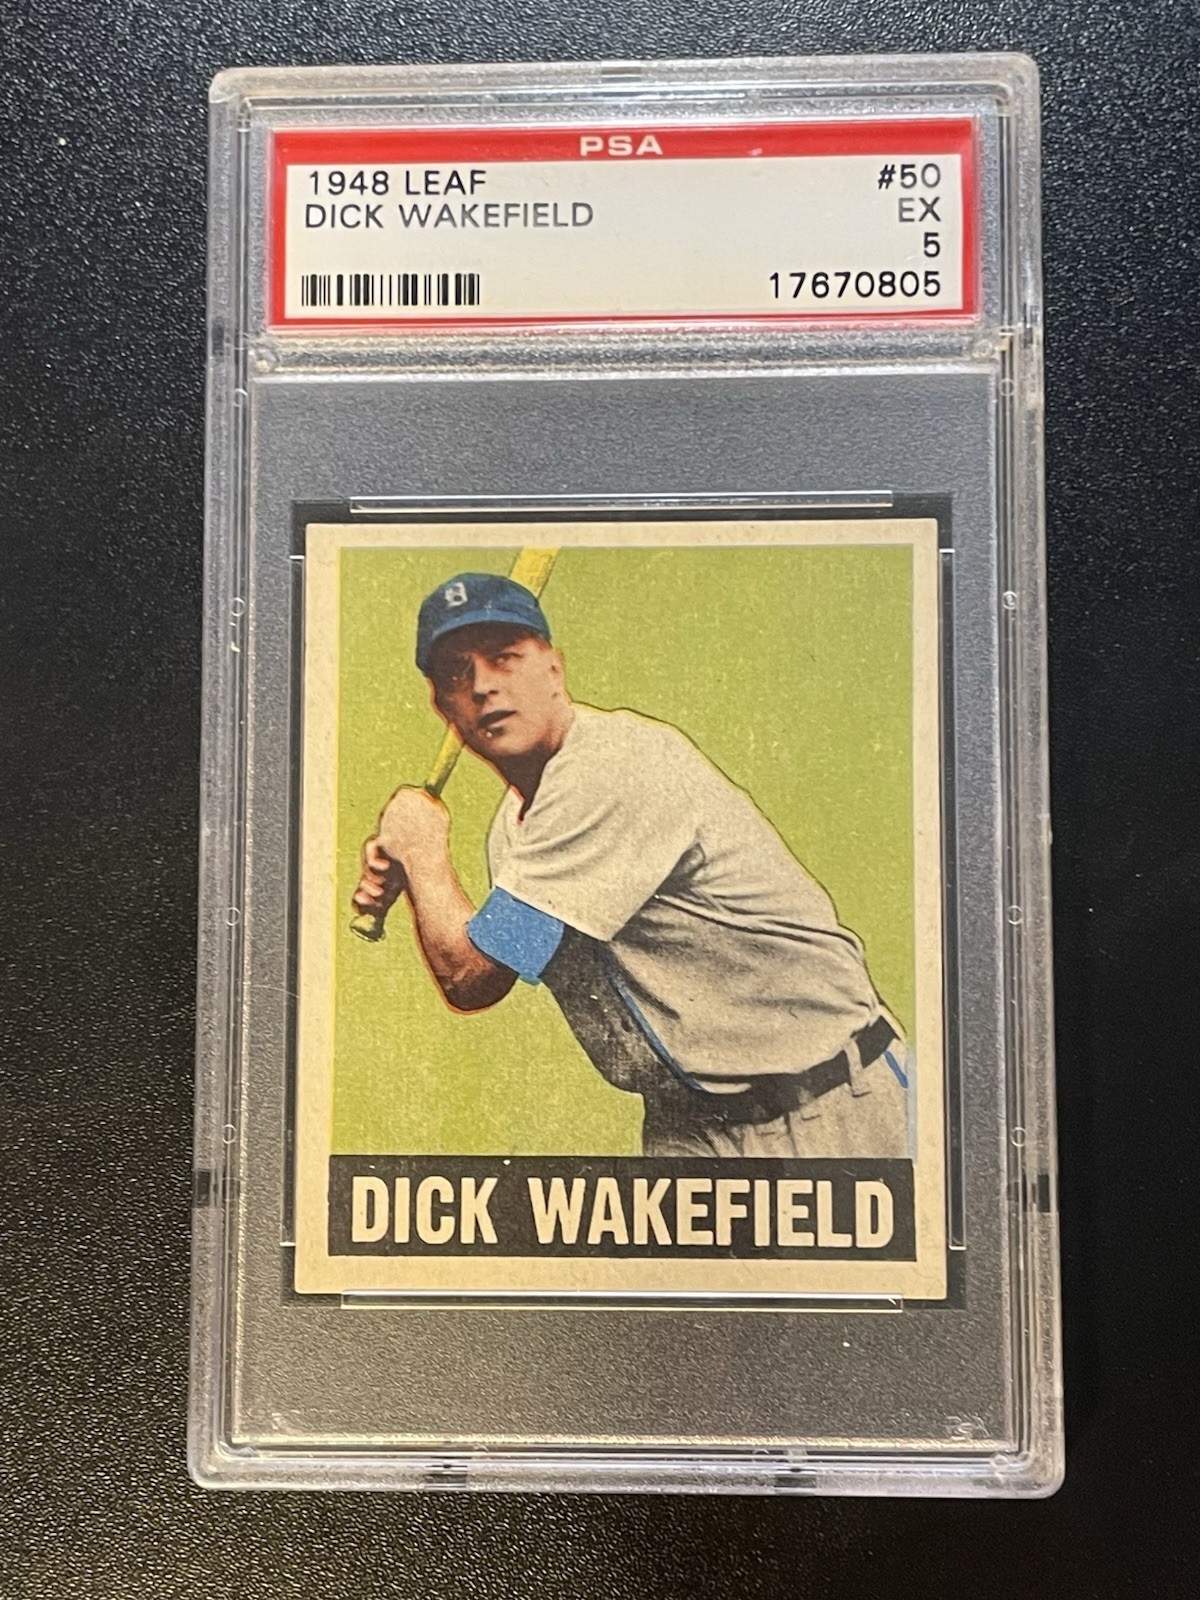 PSA
1948 LEAF #50
DICK WAKEFIELD EX
5
17670805
D
DICK WAKEFIELD